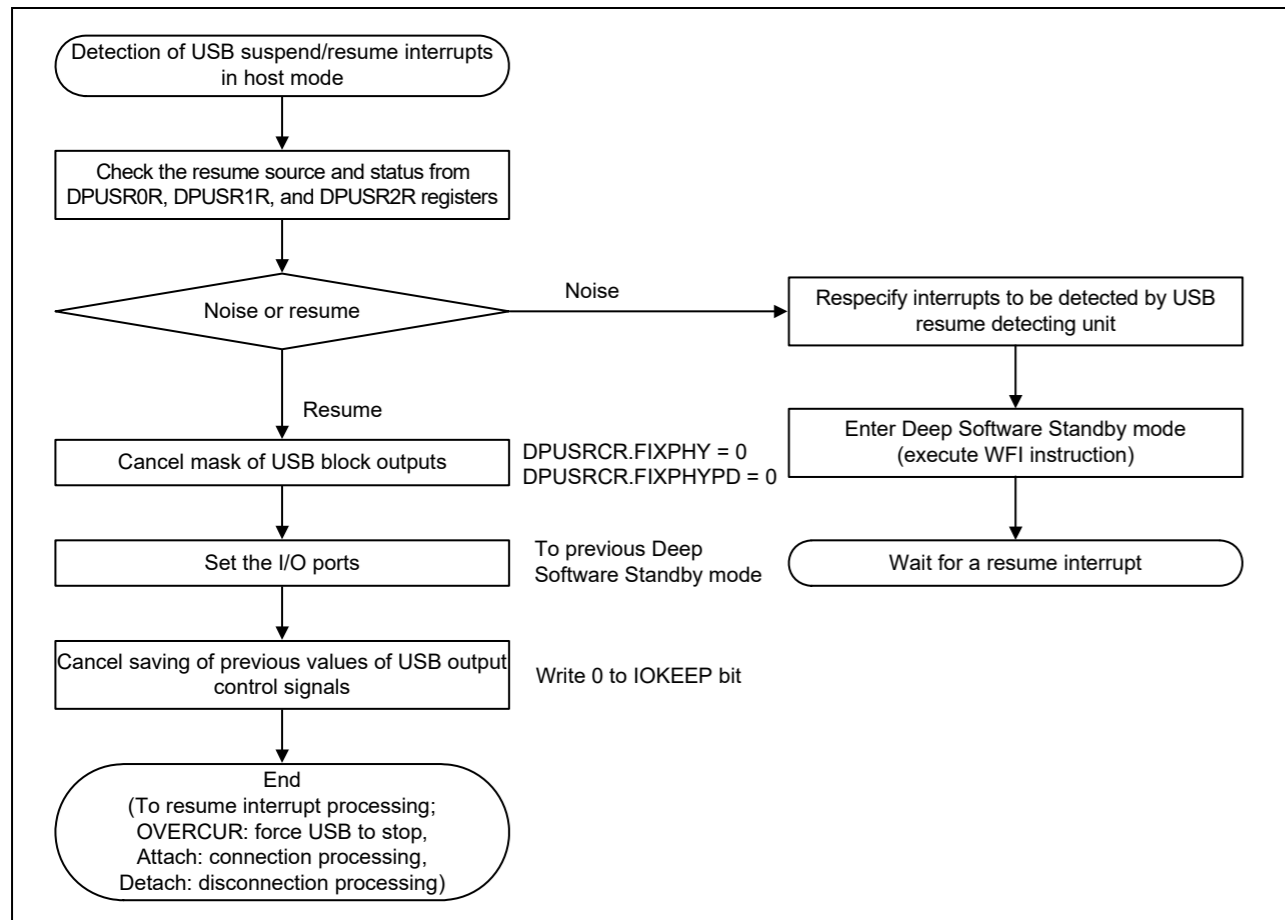 Detection of USB suspend/resume interrupts
in host mode
Check the resume source and status from
DPUSR0R, DPUSR1R, and DPUSR2R registers
Noise or resume
Noise
Respecify interrupts to be detected by USB
resume detecting unit
Enter Deep Software Standby mode
(execute WFI instruction)
Wait for a resume interrupt
Resume
Cancel mask of USB block outputs
DPUSRCR.FIXPHY = 0
DPUSRCR.FIXPHYPD = 0
Set the I/O ports
To previous Deep
Software Standby mode
Cancel saving of previous values of USB output
control signals
Write 0 to IOKEEP bit
End
(To resume interrupt processing;
OVERCUR: force USB to stop,
Attach: connection processing,
Detach: disconnection processing)